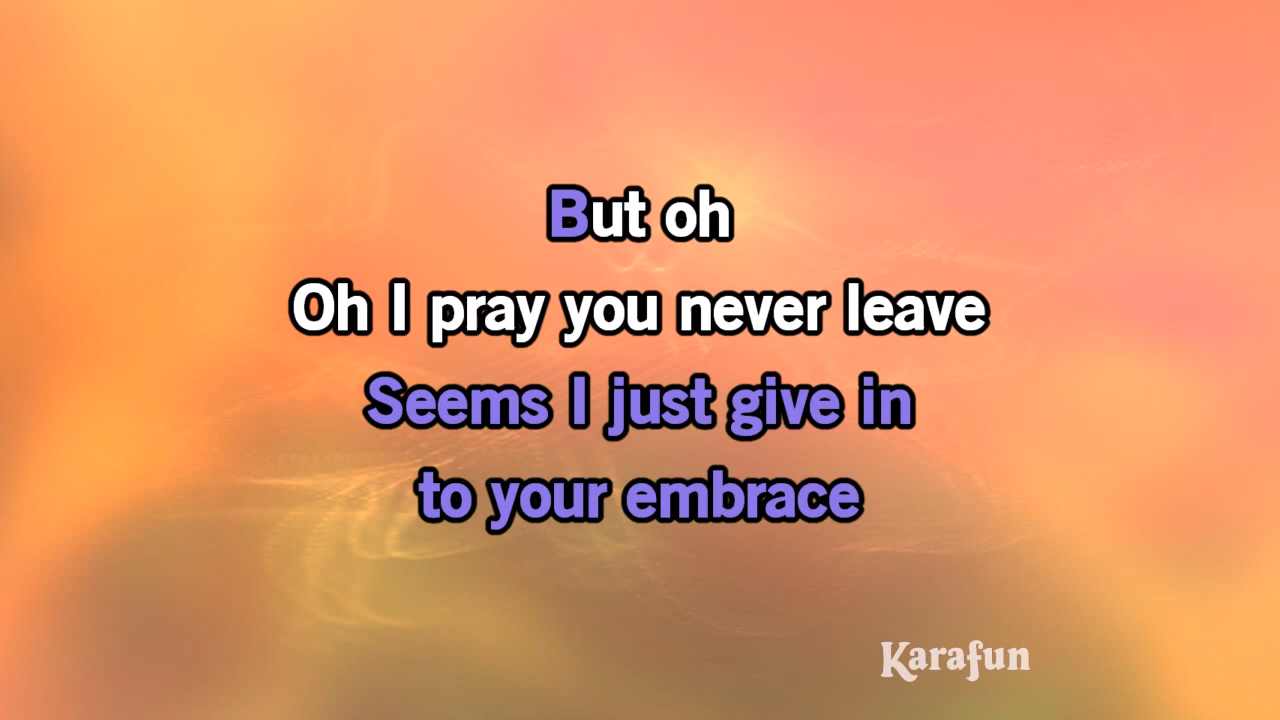 But oh
Oh I pray you never leave
Seems I just give in
to your embrace
Karafun